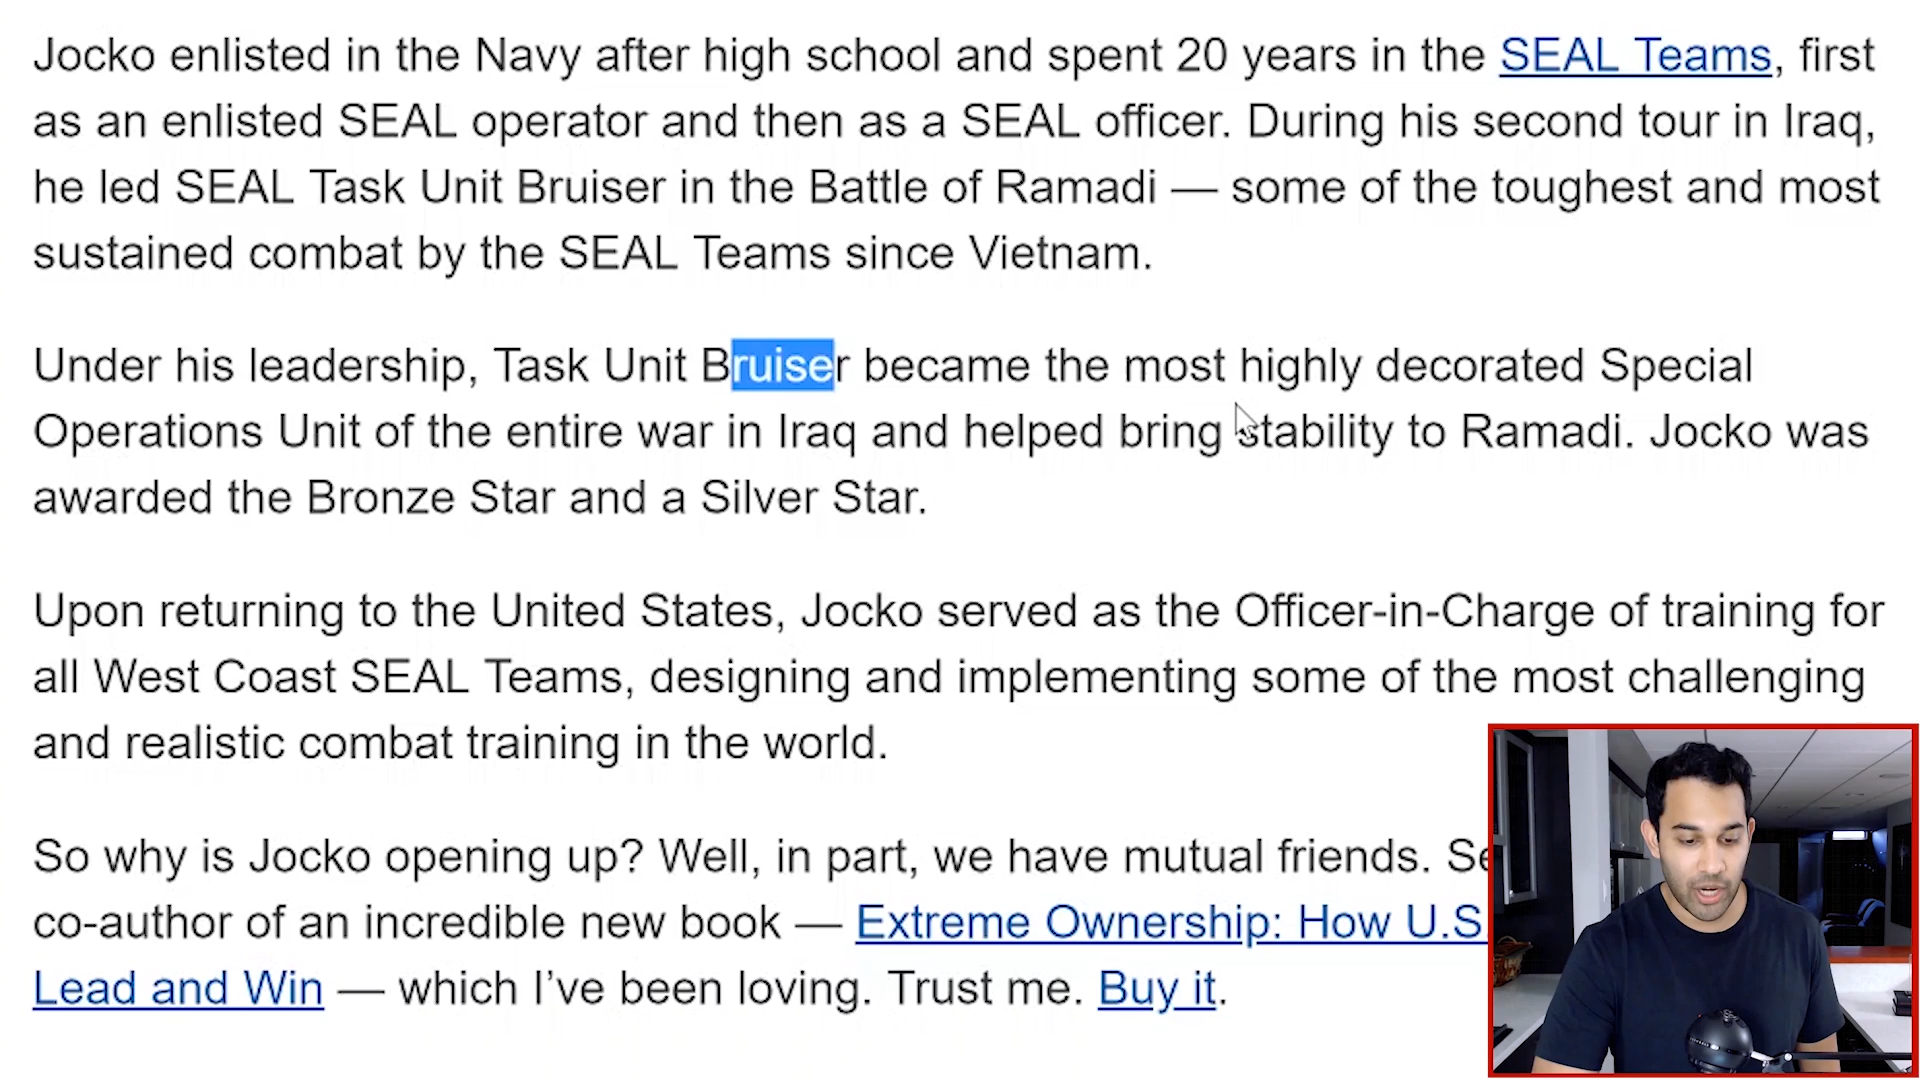 Jocko enlisted in the Navy after high school and spent 20 years in the SEAL Teams, first
as an enlisted SEAL operator and then as a SEAL officer. During his second tour in Iraq,
he led SEAL Task Unit Bruiser in the Battle of Ramadi — some of the toughest and most
sustained combat by the SEAL Teams since Vietnam.
Under his leadership, Task Unit Bruiser became the most highly decorated Special
Operations Unit of the entire war in Iraq and helped bring stability to Ramadi. Jocko was
awarded the Bronze Star and a Silver Star.
Upon returning to the United States, Jocko served as the Officer-in-Charge of training for
all West Coast SEAL Teams, designing and implementing some of the most challenging
and realistic combat training in the world.
So why is Jocko opening up? Well, in part, we have mutual friends.
co-author of an incredible new book — Extreme Ownership: How U.S.
Lead and Win — which I’ve been loving. Trust me. Buy it.